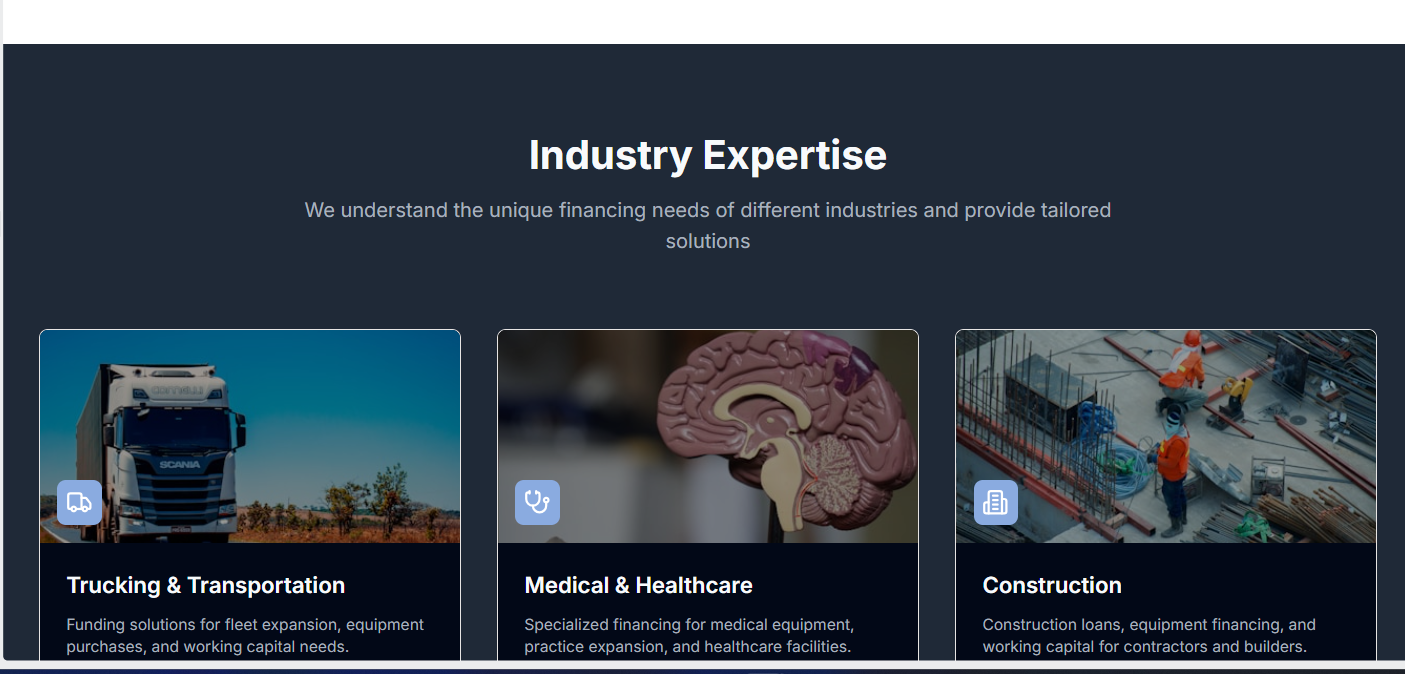 Industry Expertise
We understand the unique financing needs of different industries and provide tailored
solutions
SCANIA
Trucking & Transportation
Funding solutions for fleet expansion, equipment
purchases, and working capital needs.
Medical & Healthcare
Specialized financing for medical equipment,
practice expansion, and healthcare facilities.
Construction
Construction loans, equipment financing, and
working capital for contractors and builders.